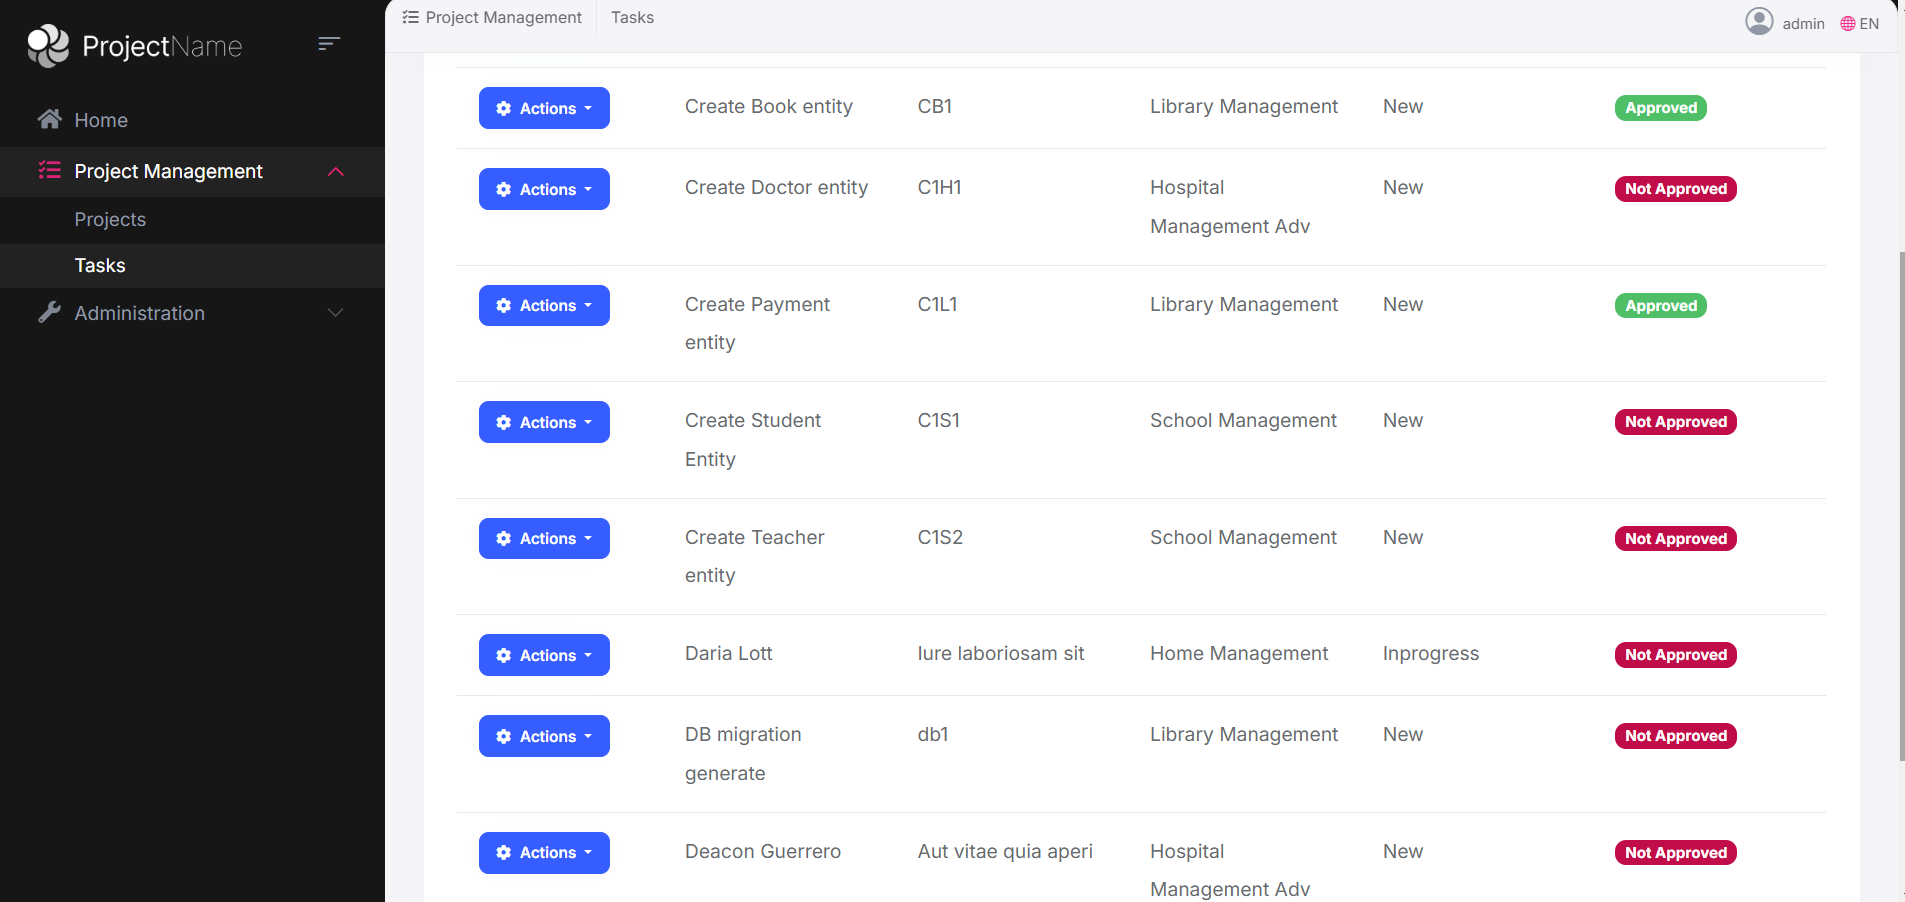 ProjectName
Home
Project Management
Projects
Tasks
Administration
Project Management Tasks
admin EN
Actions Create Book entity CB1 Library Management New Approved
Actions Create Doctor entity C1H1 Hospital New Not Approved
Management Adv
Actions Create Payment C1L1 Library Management New Approved
entity
Actions Create Student C1S1 School Management New Not Approved
Entity
Actions Create Teacher C1S2 School Management New Not Approved
entity
Actions Daria Lott Iure laboriosam sit Home Management Inprogress Not Approved
Actions DB migration db1 Library Management New Not Approved
generate
Actions Deacon Guerrero Aut vitae quia aperi Hospital New Not Approved
Management Adv